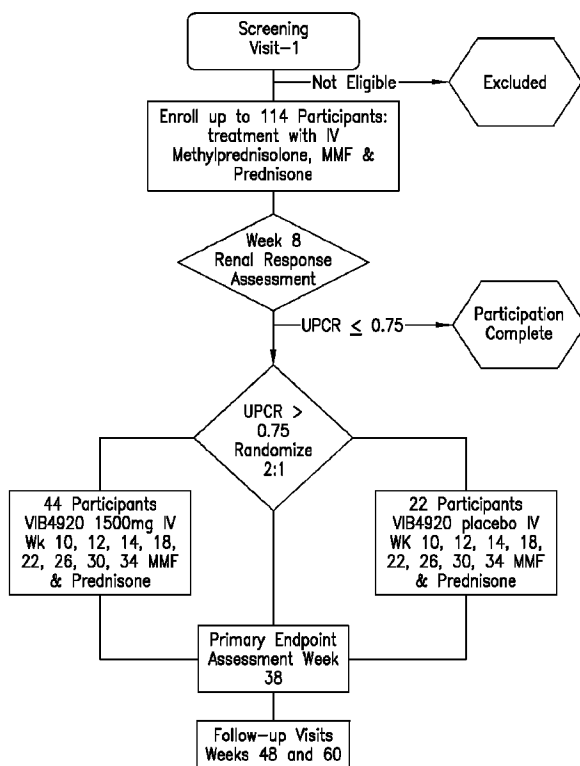 Screening
Visit-1
Not Eligible
Excluded
Enroll up to 114 Participants:
treatment with IV
Methylprednisolone, MMF &
Prednisone
Week 8
Renal Response
Assessment
UPCR ≤ 0.75
Participation
Complete
UPCR >
0.75
Randomize
2:1
44 Participants
VIB4920 1500mg IV
Wk 10, 12, 14, 18,
22, 26, 30, 34 MMF
& Prednisone
22 Participants
VIB4920 placebo IV
WK 10, 12, 14, 18,
22, 26, 30, 34 MMF
& Prednisone
Primary Endpoint
Assessment Week
38
Follow-up Visits
Weeks 48 and 60